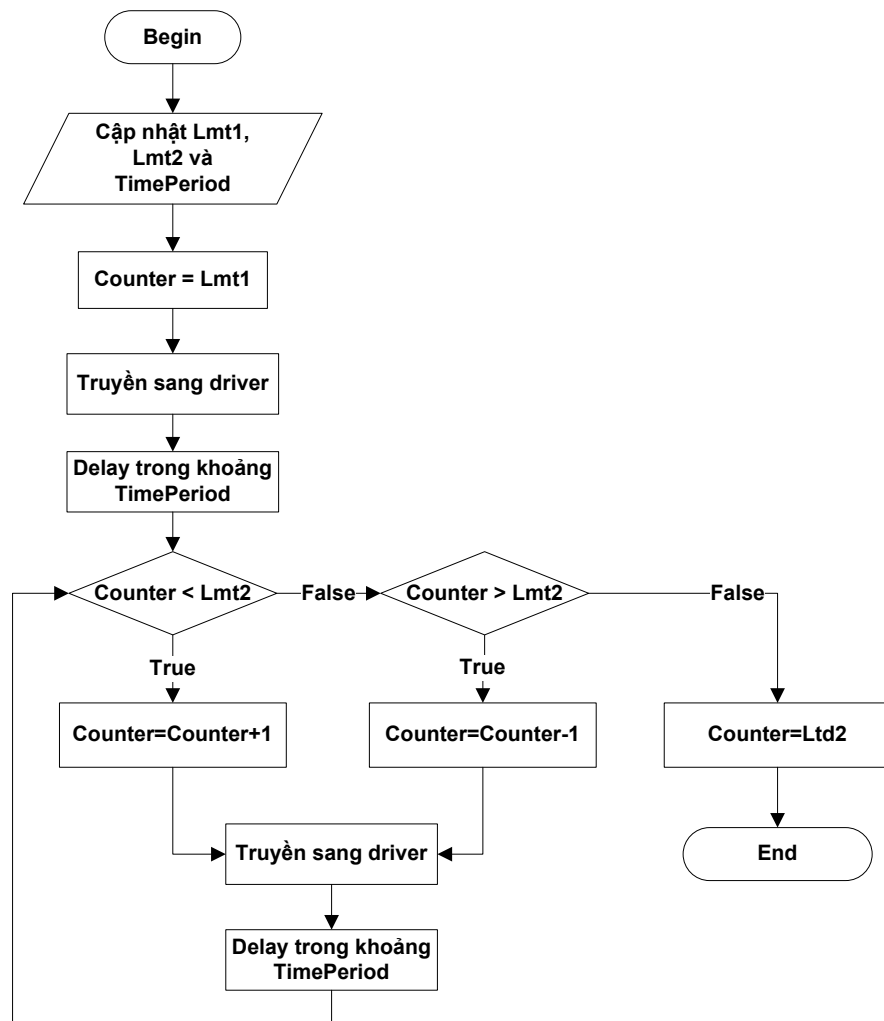 Begin
Cập nhật Lmt1,
Lmt2 và
TimePeriod
Counter = Lmt1
Truyền sang driver
Delay trong khoảng
TimePeriod
Counter < Lmt2
False
Counter > Lmt2
False
True
True
Counter=Counter+1
Counter=Counter-1
Counter=Ltd2
Truyền sang driver
End
Delay trong khoảng
TimePeriod